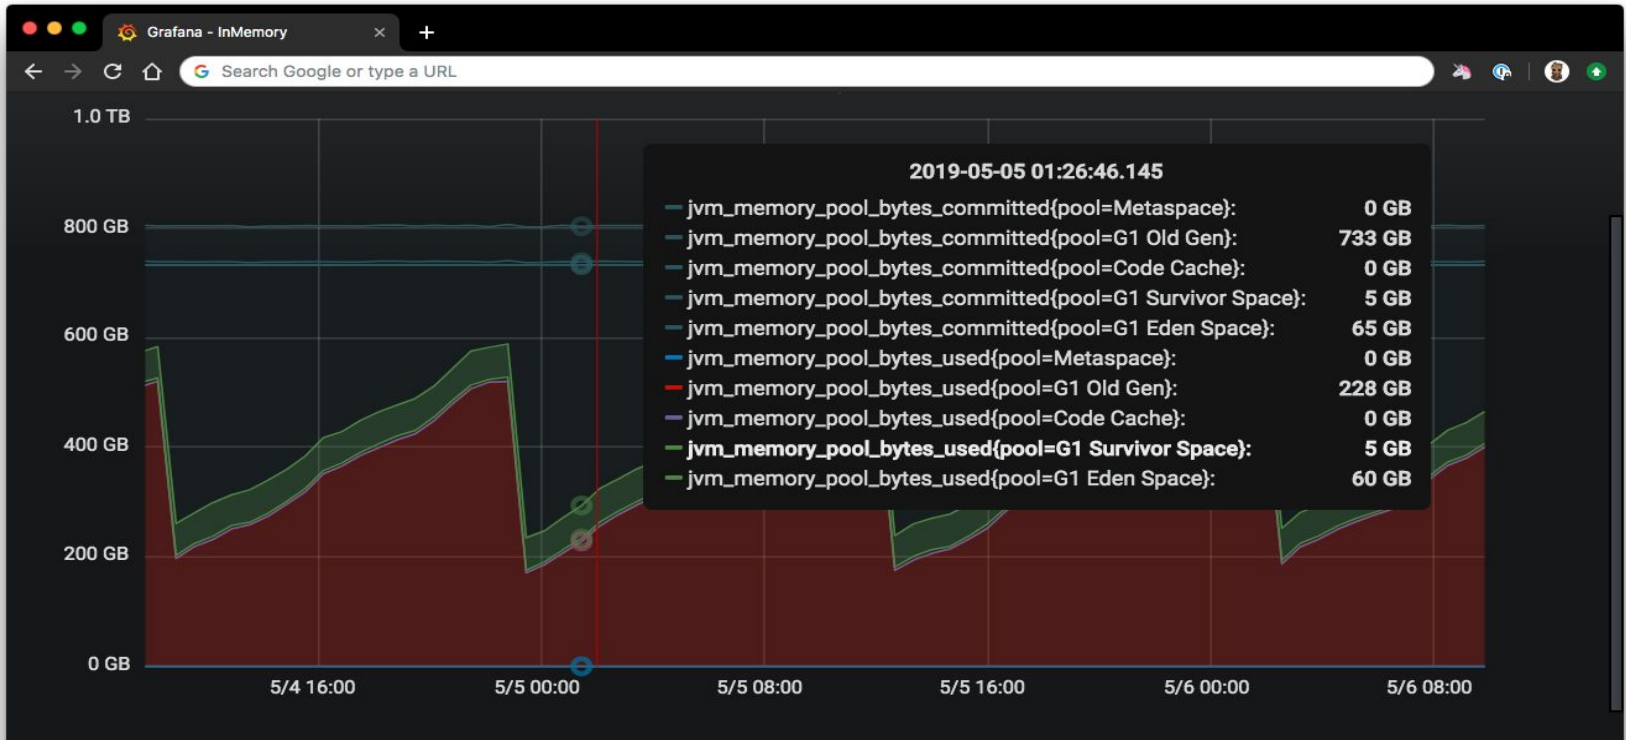 Grafana - InMemory
Search Google or type a URL
1.0 TB
800 GB
600 GB
400 GB
200 GB
0 GB
2019-05-05 01:26:46.145
jvm_memory_pool_bytes_committed{pool=Metaspace}: 0 GB
jvm_memory_pool_bytes_committed{pool=G1 Old Gen}: 733 GB
jvm_memory_pool_bytes_committed{pool=Code Cache}: 0 GB
jvm_memory_pool_bytes_committed{pool=G1 Survivor Space}: 5 GB
jvm_memory_pool_bytes_committed{pool=G1 Eden Space}: 65 GB
jvm_memory_pool_bytes_used{pool=Metaspace}: 0 GB
jvm_memory_pool_bytes_used{pool=G1 Old Gen}: 228 GB
jvm_memory_pool_bytes_used{pool=Code Cache}: 0 GB
jvm_memory_pool_bytes_used{pool=G1 Survivor Space}: 5 GB
jvm_memory_pool_bytes_used{pool=G1 Eden Space}: 60 GB
5/4 16:00 5/5 00:00 5/5 08:00 5/5 16:00 5/6 00:00 5/6 08:00